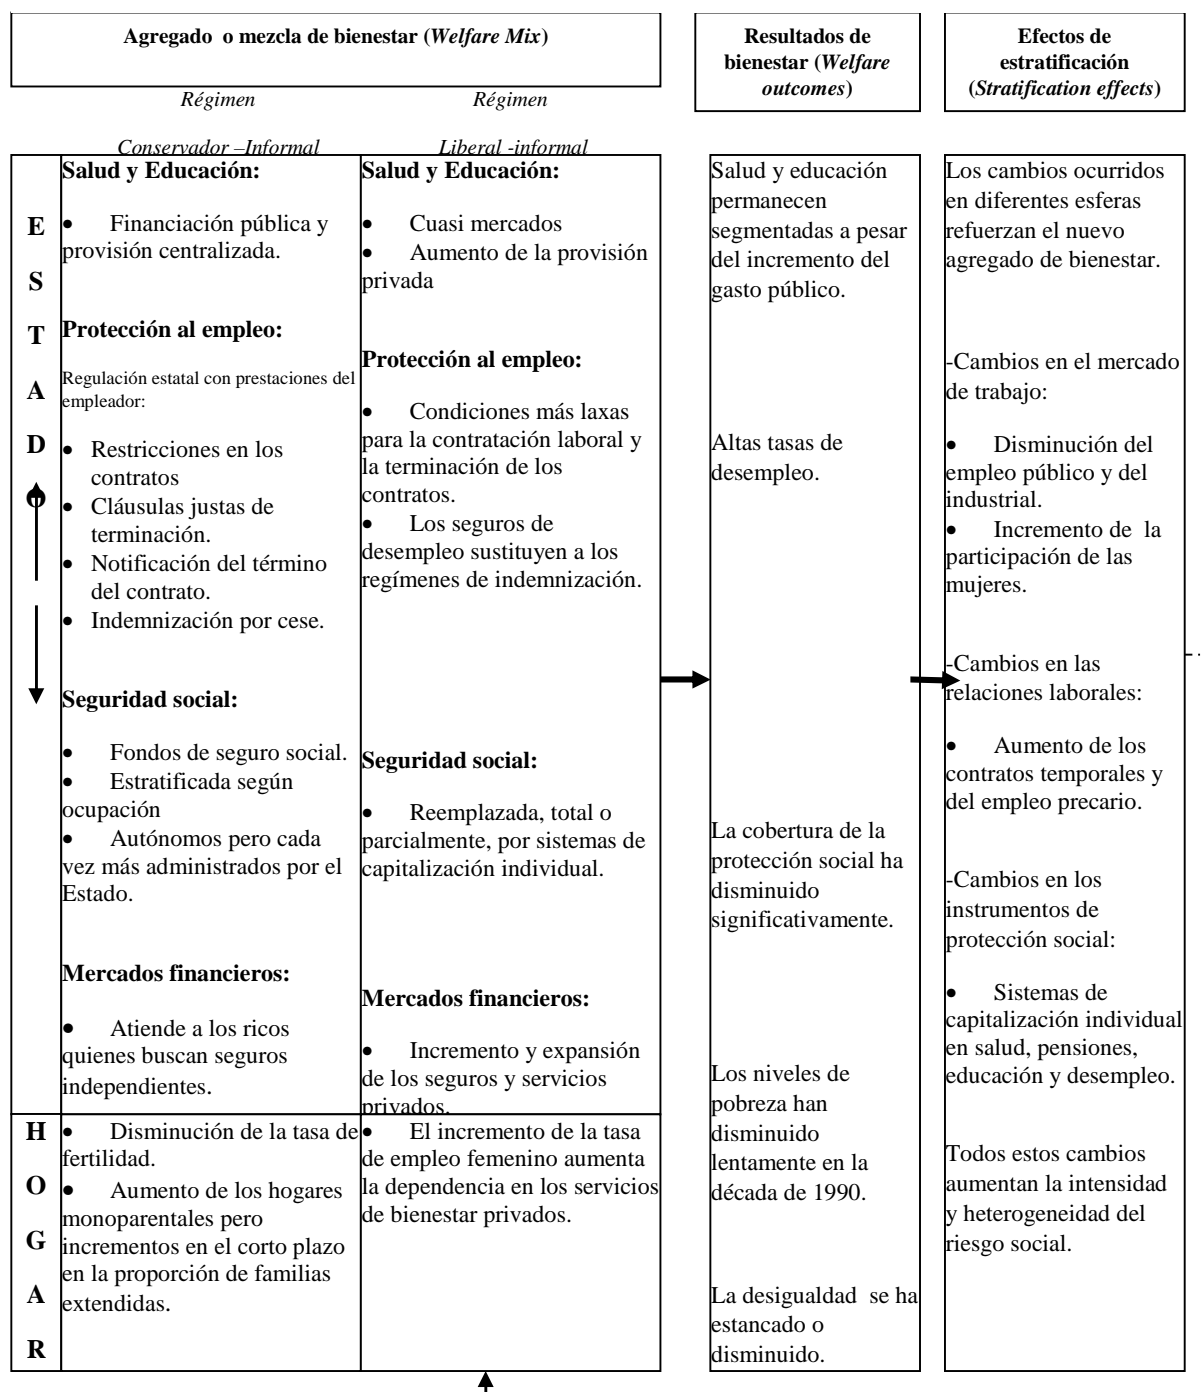 Agregado o mezcla de bienestar (Welfare Mix)
Resultados de
bienestar (Welfare
outcomes)
Efectos de
estratificación
(Stratification effects)
Régimen
Conservador –Informal
Régimen
Liberal -informal
E
S
T
A
D
O
Salud y Educación:
• Financiación pública y
provisión centralizada.
Protección al empleo:
Regulación estatal con prestaciones del
empleador:
• Restricciones en los
contratos
• Cláusulas justas de
terminación.
• Notificación del término
del contrato.
• Indemnización por cese.
Seguridad social:
• Fondos de seguro social.
• Estratificada según
ocupación
• Autónomos pero cada
vez más administrados por el
Estado.
Mercados financieros:
• Atiende a los ricos
quienes buscan seguros
independientes.
Salud y Educación:
• Cuasi mercados
• Aumento de la provisión
privada
Protección al empleo:
• Condiciones más laxas
para la contratación laboral y
la terminación de los
contratos.
• Los seguros de
desempleo sustituyen a los
regímenes de indemnización.
Seguridad social:
• Reemplazada, total o
parcialmente, por sistemas de
capitalización individual.
Mercados financieros:
• Incremento y expansión
de los seguros y servicios
privados.
H
O
G
A
R
• Disminución de la tasa de
fertilidad.
• Aumento de los hogares
monoparentales pero
incrementos en el corto plazo
en la proporción de familias
extendidas.
• El incremento de la tasa
de empleo femenino aumenta
la dependencia en los servicios
de bienestar privados.
Salud y educación
permanecen
segmentadas a pesar
del incremento del
gasto público.
Altas tasas de
desempleo.
La cobertura de la
protección social ha
disminuido
significativamente.
Los niveles de
pobreza han
disminuido
lentamente en la
década de 1990.
La desigualdad se ha
estancado o
disminuido.
Los cambios ocurridos
en diferentes esferas
refuerzan el nuevo
agregado de bienestar.
-Cambios en el mercado
de trabajo:
• Disminución del
empleo público y del
industrial.
• Incremento de la
participación de las
mujeres.
-Cambios en las
relaciones laborales:
• Aumento de los
contratos temporales y
del empleo precario.
-Cambios en los
instrumentos de
protección social:
• Sistemas de
capitalización individual
en salud, pensiones,
educación y desempleo.
Todos estos cambios
aumentan la intensidad
y heterogeneidad del
riesgo social.